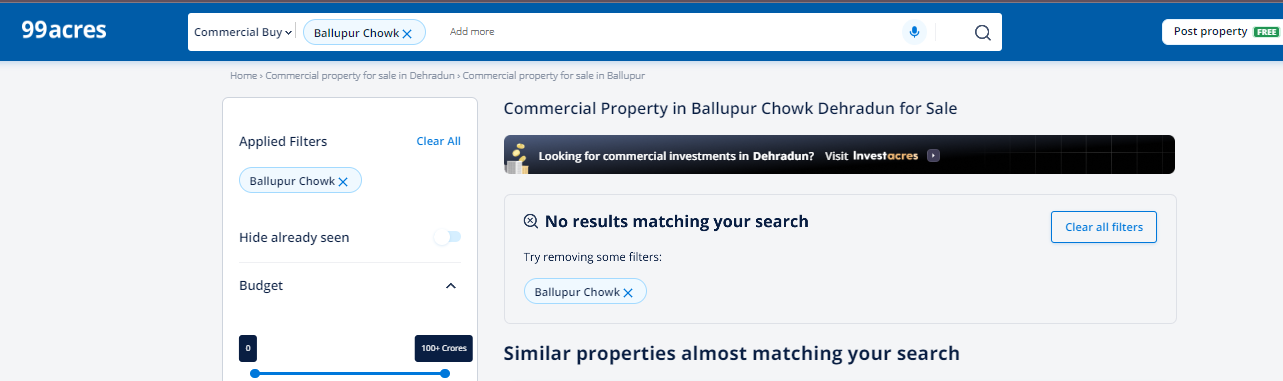 99acres
Commercial Buy
Ballupur Chowk
Add more
Post property FREE
Home › Commercial property for sale in Dehradun › Commercial property for sale in Ballupur
Applied Filters
Clear All
Ballupur Chowk
Hide already seen
Budget
0
100+ Crores
Commercial Property in Ballupur Chowk Dehradun for Sale
Looking for commercial investments in Dehradun? Visit Investacres
No results matching your search
Clear all filters
Try removing some filters:
Ballupur Chowk
Similar properties almost matching your search